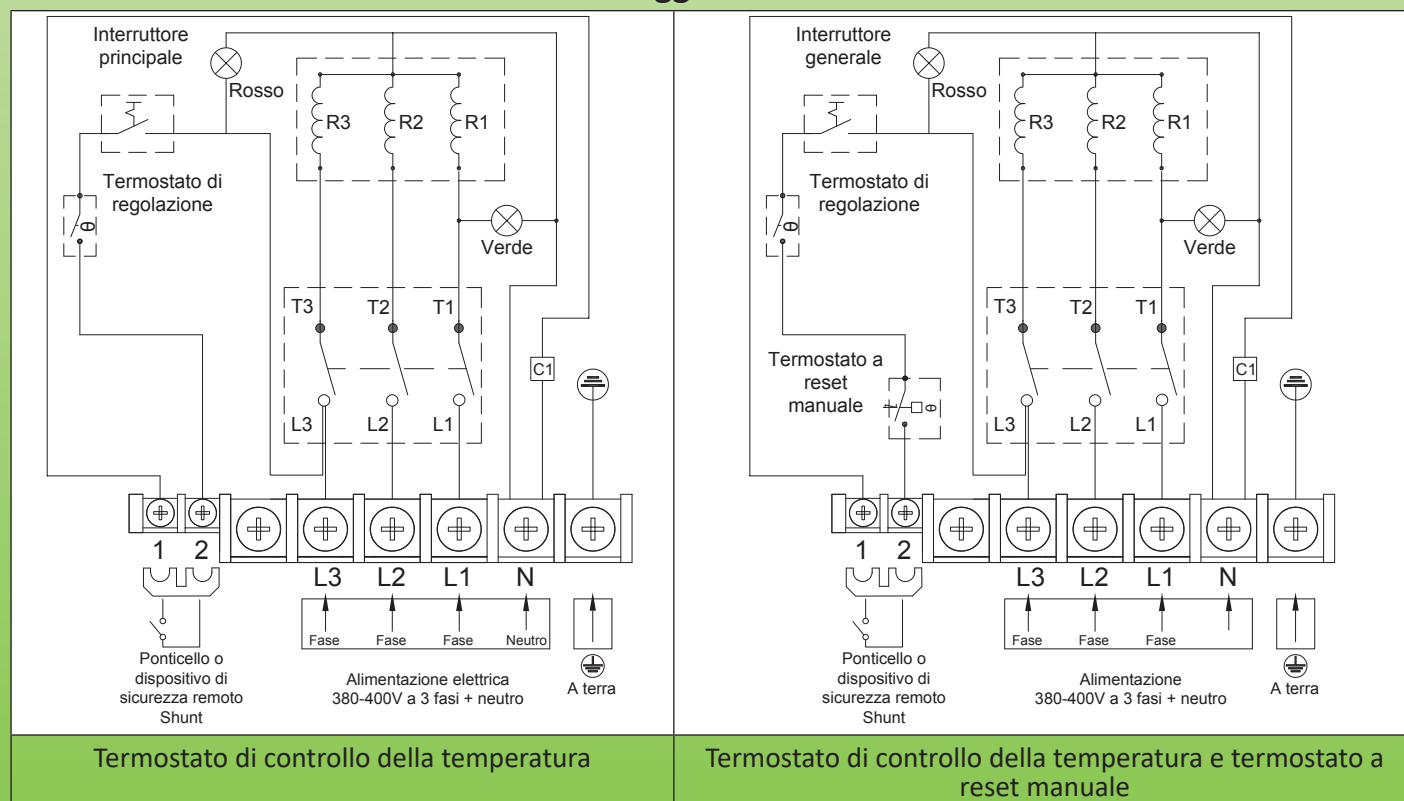 Interruttore
principale
Rosso
R3
R2
R1
Termostato di
regolazione
θ
Verde
T3
T2
T1
C1
L3
L2
L1
1
2
L3
L2
L1
N
Fase
Fase
Fase
Neutro
Ponticello o
dispositivo di
sicurezza remoto
Shunt
Alimentazione elettrica
380-400V a 3 fasi + neutro
A terra
Termostato di controllo della temperatura
Interruttore
generale
Rosso
R3
R2
R1
Termostato di
regolazione
θ
Verde
T3
T2
T1
Termostato a
reset
manuale
θ
C1
L3
L2
L1
1
2
L3
L2
L1
N
Fase
Fase
Fase
Ponticello o
dispositivo di
sicurezza remoto
Shunt
Alimentazione
380-400V a 3 fasi + neutro
A terra
Termostato di controllo della temperatura e termostato a
reset manuale